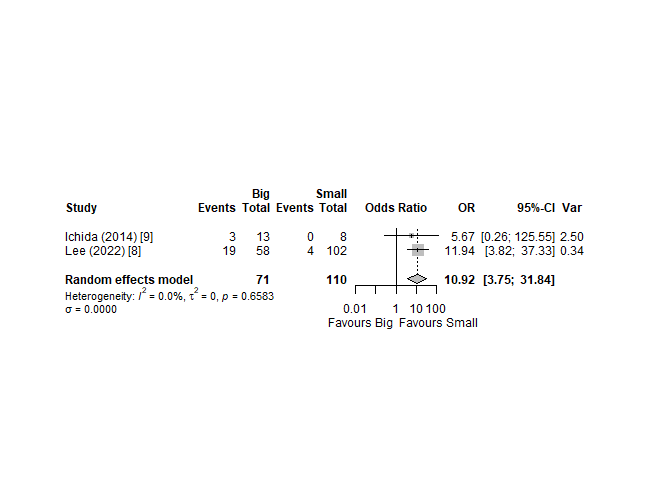 Big Small
Study Events Total Events Total Odds Ratio OR 95%-CI Var
Ichida (2014) [9] 3 13 0 8 5.67 [0.26; 125.55] 2.50
Lee (2022) [8] 19 58 4 102 11.94 [3.82; 37.33] 0.34
Random effects model 71 110 10.92 [3.75; 31.84]
Heterogeneity: I² = 0.0%, τ² = 0, p = 0.6583
σ = 0.0000
0.01 1 10 100
Favours Big Favours Small